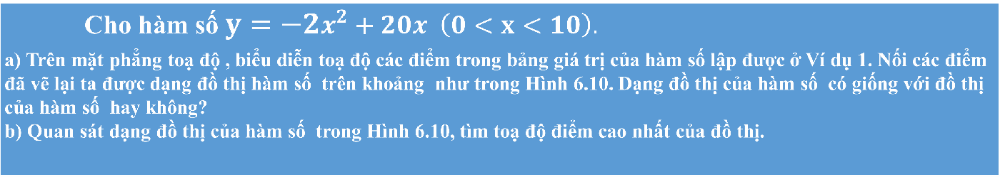 Cho hàm số y = −2x² + 20x (0 < x < 10).
a) Trên mặt phẳng toạ độ , biểu diễn toạ độ các điểm trong bảng giá trị của hàm số lập được ở Ví dụ 1. Nối các điểm
đã vẽ lại ta được dạng đồ thị hàm số trên khoảng như trong Hình 6.10. Dạng đồ thị của hàm số có giống với đồ thị
của hàm số hay không?
b) Quan sát dạng đồ thị của hàm số trong Hình 6.10, tìm toạ độ điểm cao nhất của đồ thị.